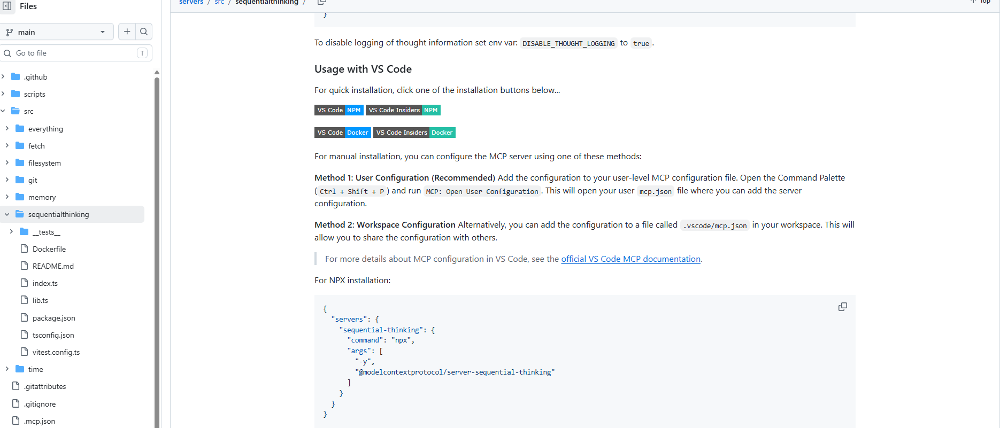 Files
main
Go to file
T
.github
scripts
src
everything
fetch
filesystem
git
memory
sequentialthinking
__tests__
Dockerfile
README.md
index.ts
lib.ts
package.json
tsconfig.json
vitest.config.ts
time
.gitattributes
.gitignore
.mcp.json
servers / src / sequentialthinking /
Top
}
To disable logging of thought information set env var: DISABLE_THOUGHT_LOGGING to true.
Usage with VS Code
For quick installation, click one of the installation buttons below...
VS Code NPM VS Code Insiders NPM
VS Code Docker VS Code Insiders Docker
For manual installation, you can configure the MCP server using one of these methods:
Method 1: User Configuration (Recommended) Add the configuration to your user-level MCP configuration file. Open the Command Palette
(Ctrl + Shift + P) and run MCP: Open User Configuration. This will open your user mcp.json file where you can add the server
configuration.
Method 2: Workspace Configuration Alternatively, you can add the configuration to a file called .vscode/mcp.json in your workspace. This will
allow you to share the configuration with others.
For more details about MCP configuration in VS Code, see the official VS Code MCP documentation.
For NPX installation:
{
"servers": {
"sequential-thinking": {
"command": "npx",
"args": [
"-y",
"@modelcontextprotocol/server-sequential-thinking"
]
}
}
}